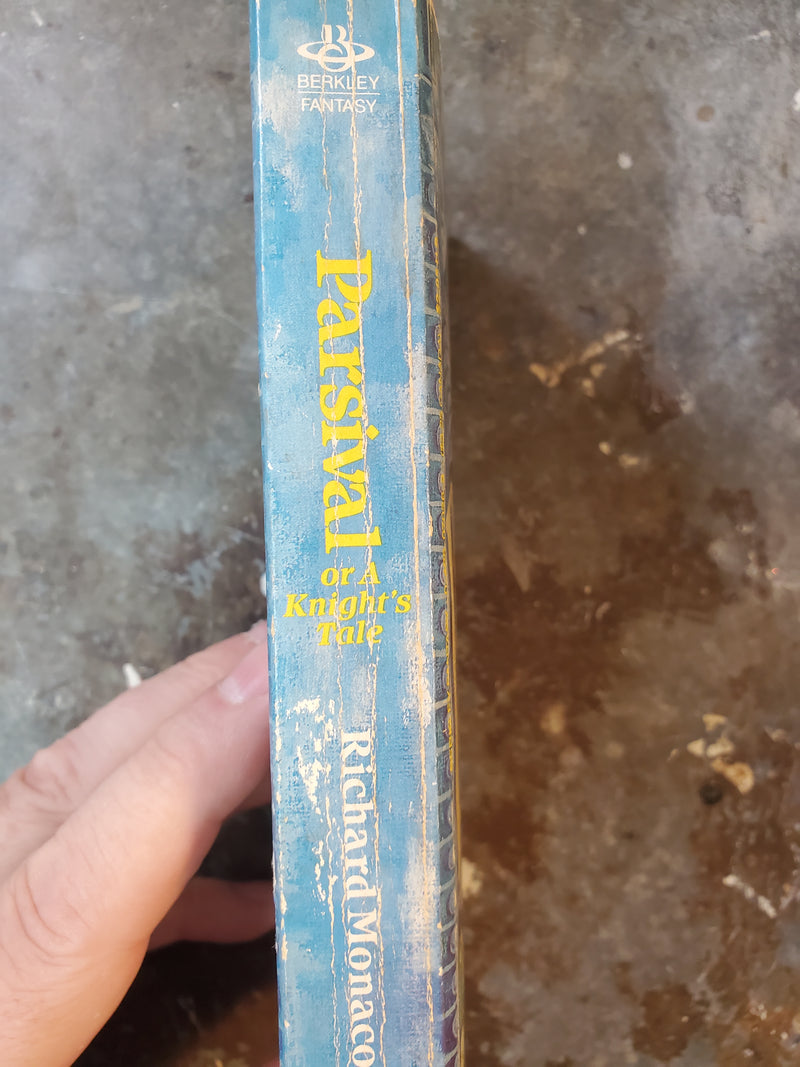 BERKLEY
FANTASY
Parsival
or A
Knight's
Tale
Richard Monaco